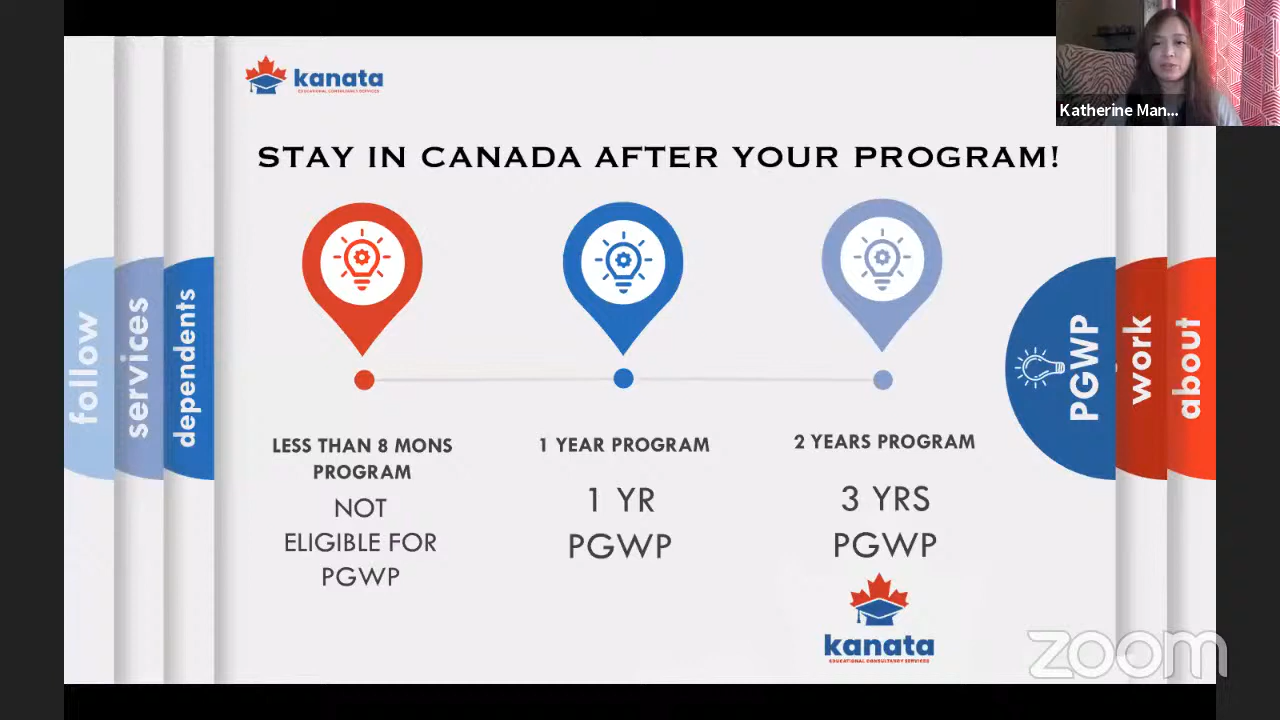 kanata
EDUCATIONAL CONSULTANCY SERVICES
Katherine Man...
STAY IN CANADA AFTER YOUR PROGRAM!
follow
services
dependents
LESS THAN 8 MONS
PROGRAM
NOT
ELIGIBLE FOR
PGWP
1 YEAR PROGRAM
1 YR
PGWP
2 YEARS PROGRAM
3 YRS
PGWP
PGWP
work
about
kanata
EDUCATIONAL CONSULTANCY SERVICES
zoom